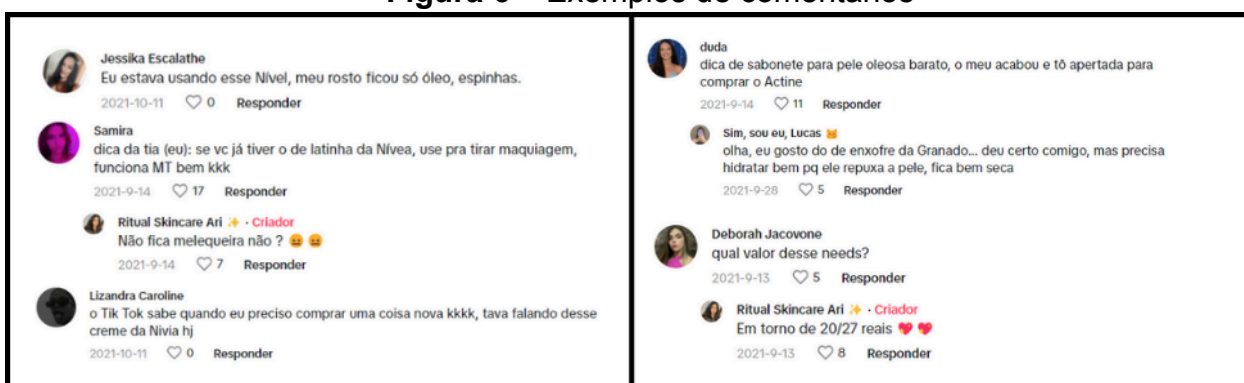 Jessika Escalathe
Eu estava usando esse Nível, meu rosto ficou só óleo, espinhas.
2021-10-11 0 Responder
Samira
dica da tia (eu): se vc já tiver o de latinha da Nívea, use pra tirar maquiagem,
funciona MT bem kkk
2021-9-14 17 Responder
Ritual Skincare Ari ✨ · Criador
Não fica melequeira não ? 😡 😡
2021-9-14 7 Responder
Lizandra Caroline
o Tik Tok sabe quando eu preciso comprar uma coisa nova kkkk, tava falando desse
creme da Nivia hj
2021-10-11 0 Responder
duda
dica de sabonete para pele oleosa barato, o meu acabou e tô apertada para
comprar o Actine
2021-9-14 11 Responder
Sim, sou eu, Lucas
olha, eu gosto do de enxofre da Granado... deu certo comigo, mas precisa
hidratar bem pq ele repuxa a pele, fica bem seca
2021-9-28 5 Responder
Deborah Jacovone
qual valor desse needs?
2021-9-13 5 Responder
Ritual Skincare Ari ✨ · Criador
Em torno de 20/27 reais 💖 💖
2021-9-13 8 Responder